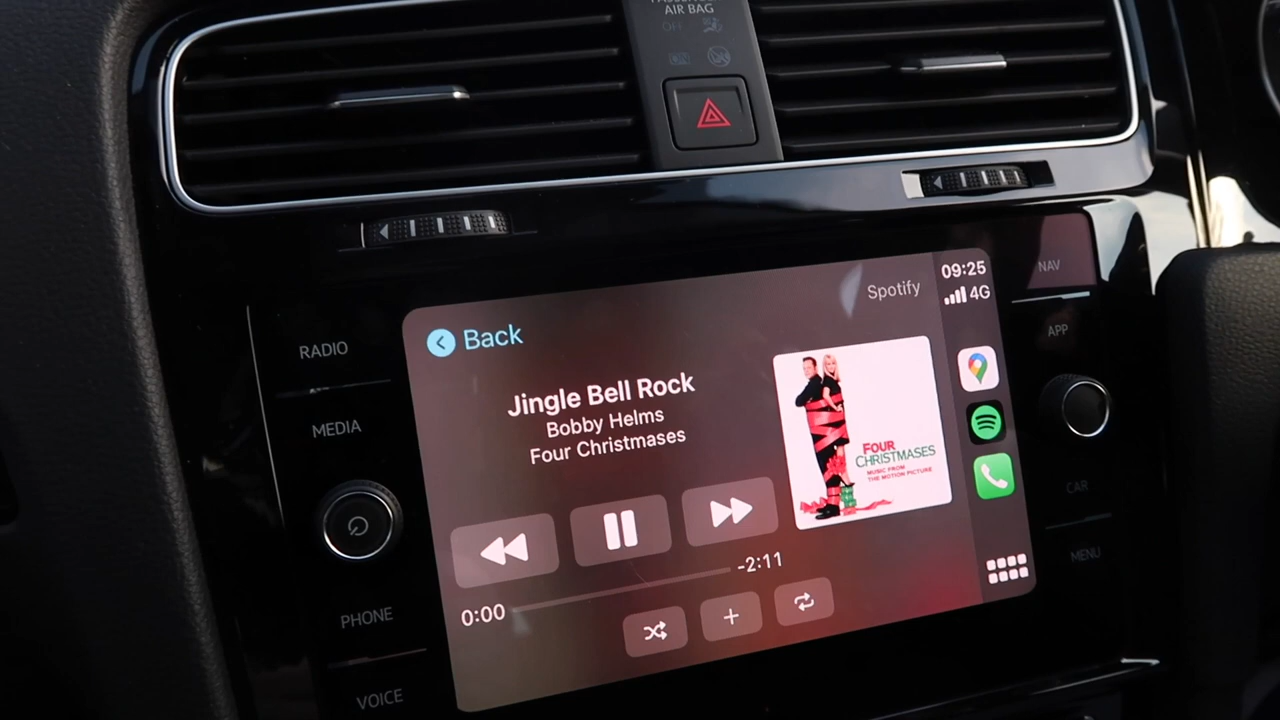 AIR BAG
RADIO
MEDIA
PHONE
VOICE
Back
Spotify
09:25
4G
Jingle Bell Rock
Bobby Helms
Four Christmases
FOUR
CHRISTMASES
MUSIC FROM
THE MOTION PICTURE
-2:11
0:00
NAV
APP
CAR
MENU